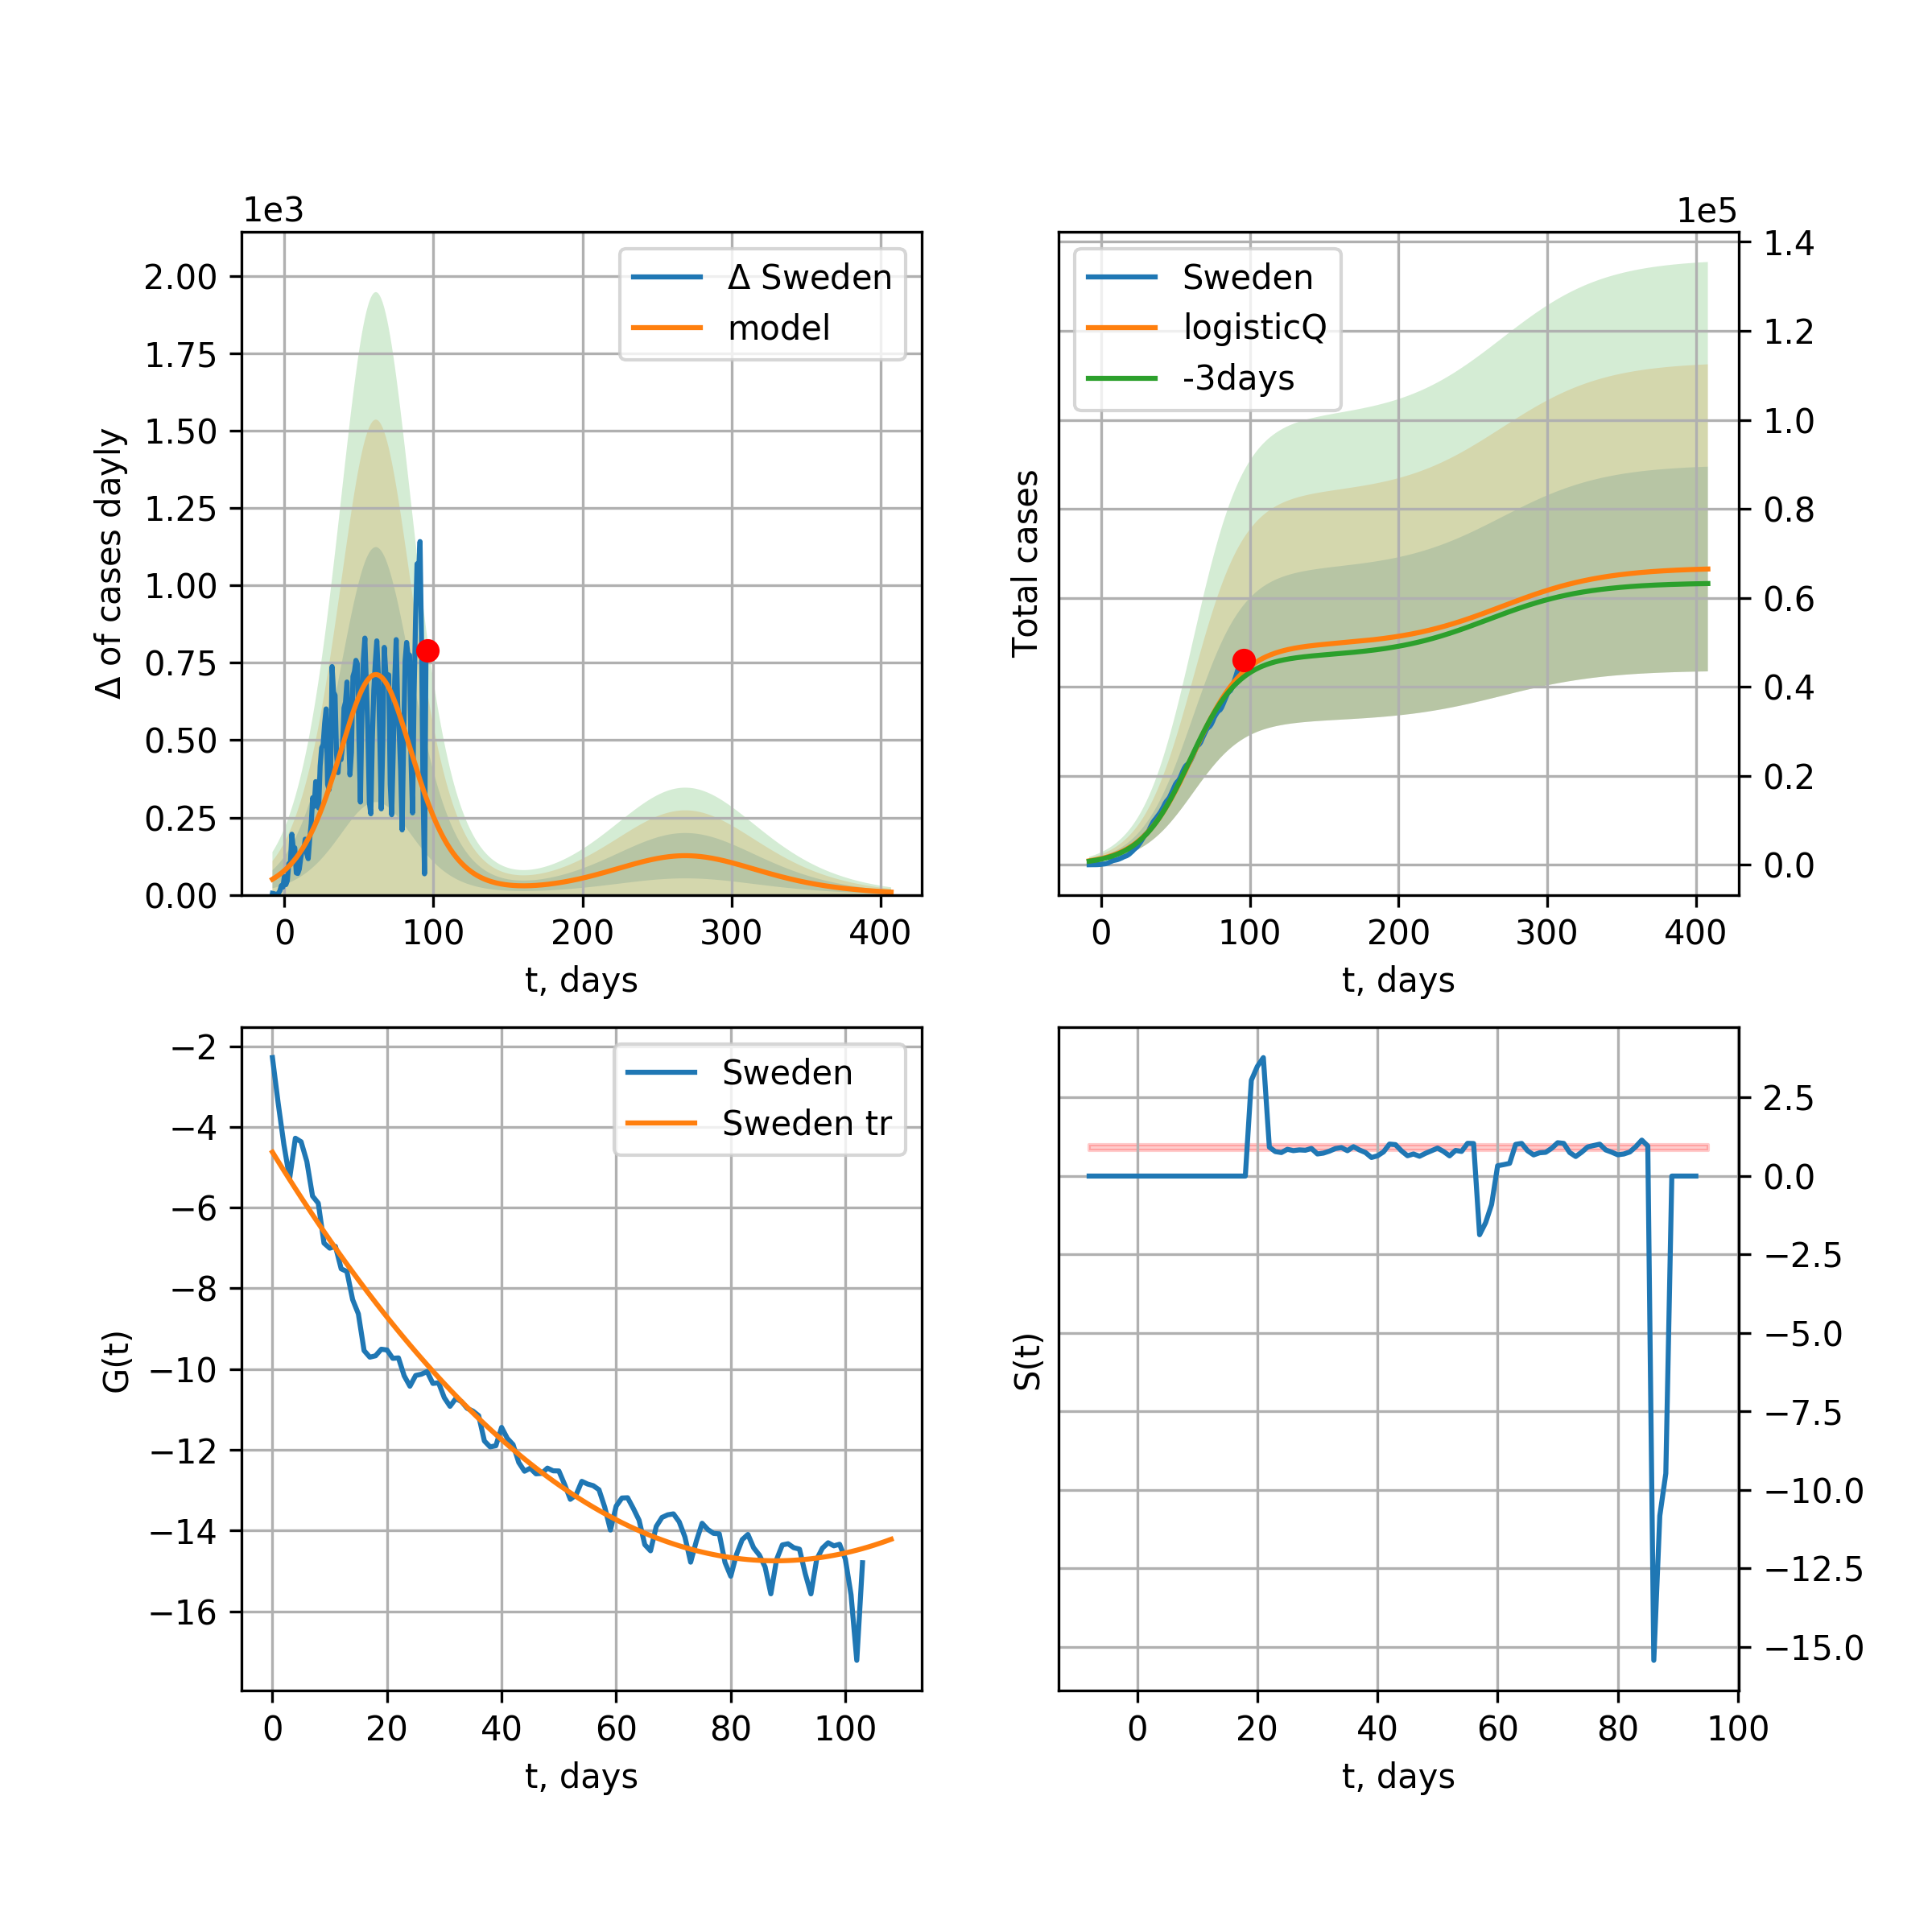 1e3
2.00
1.75
1.50
1.25
1.00
0.75
0.50
0.25
0.00
Δ of cases dayly
Δ Sweden
model
0 100 200 300 400
t, days
1e5
1.4
1.2
1.0
0.8
0.6
0.4
0.2
0.0
Total cases
Sweden
logisticQ
-3days
0 100 200 300 400
t, days
−2
−4
−6
−8
−10
−12
−14
−16
G(t)
Sweden
Sweden tr
0 20 40 60 80 100
t, days
2.5
0.0
−2.5
−5.0
−7.5
−10.0
−12.5
−15.0
S(t)
0 20 40 60 80 100
t, days